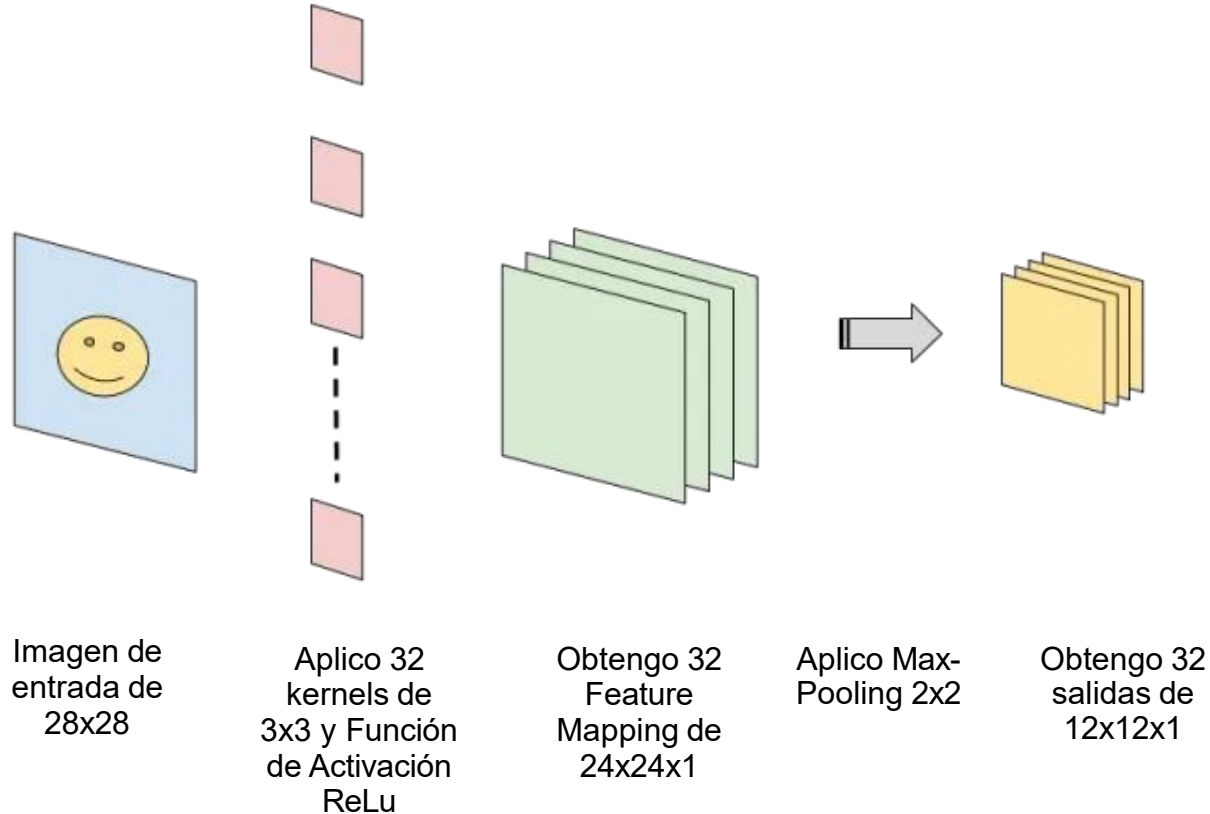 Imagen de
entrada de
28x28
Aplico 32
kernels de
3x3 y Función
de Activación
ReLu
Obtengo 32
Feature
Mapping de
24x24x1
Aplico Max-
Pooling 2x2
Obtengo 32
salidas de
12x12x1